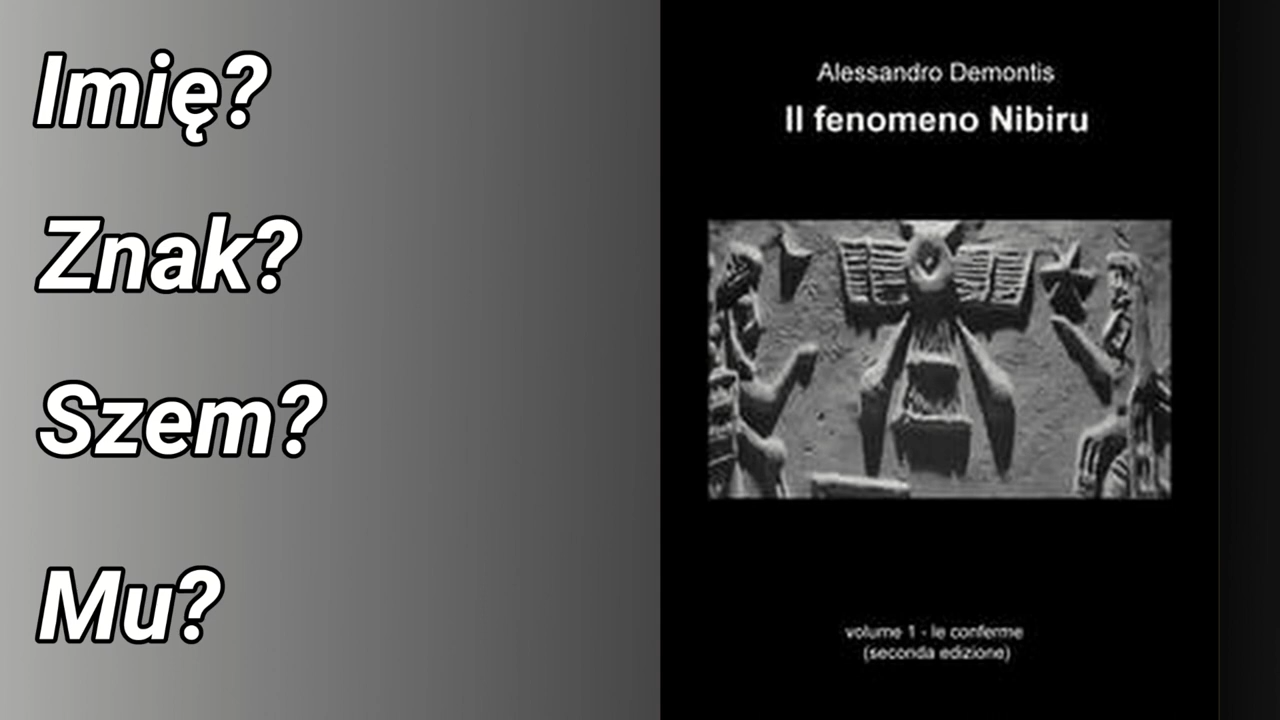 Imię?
Znak?
Szem?
Mu?
Alessandro Demontis
Il fenomeno Nibiru
volume 1 - le conferme
(seconda edizione)